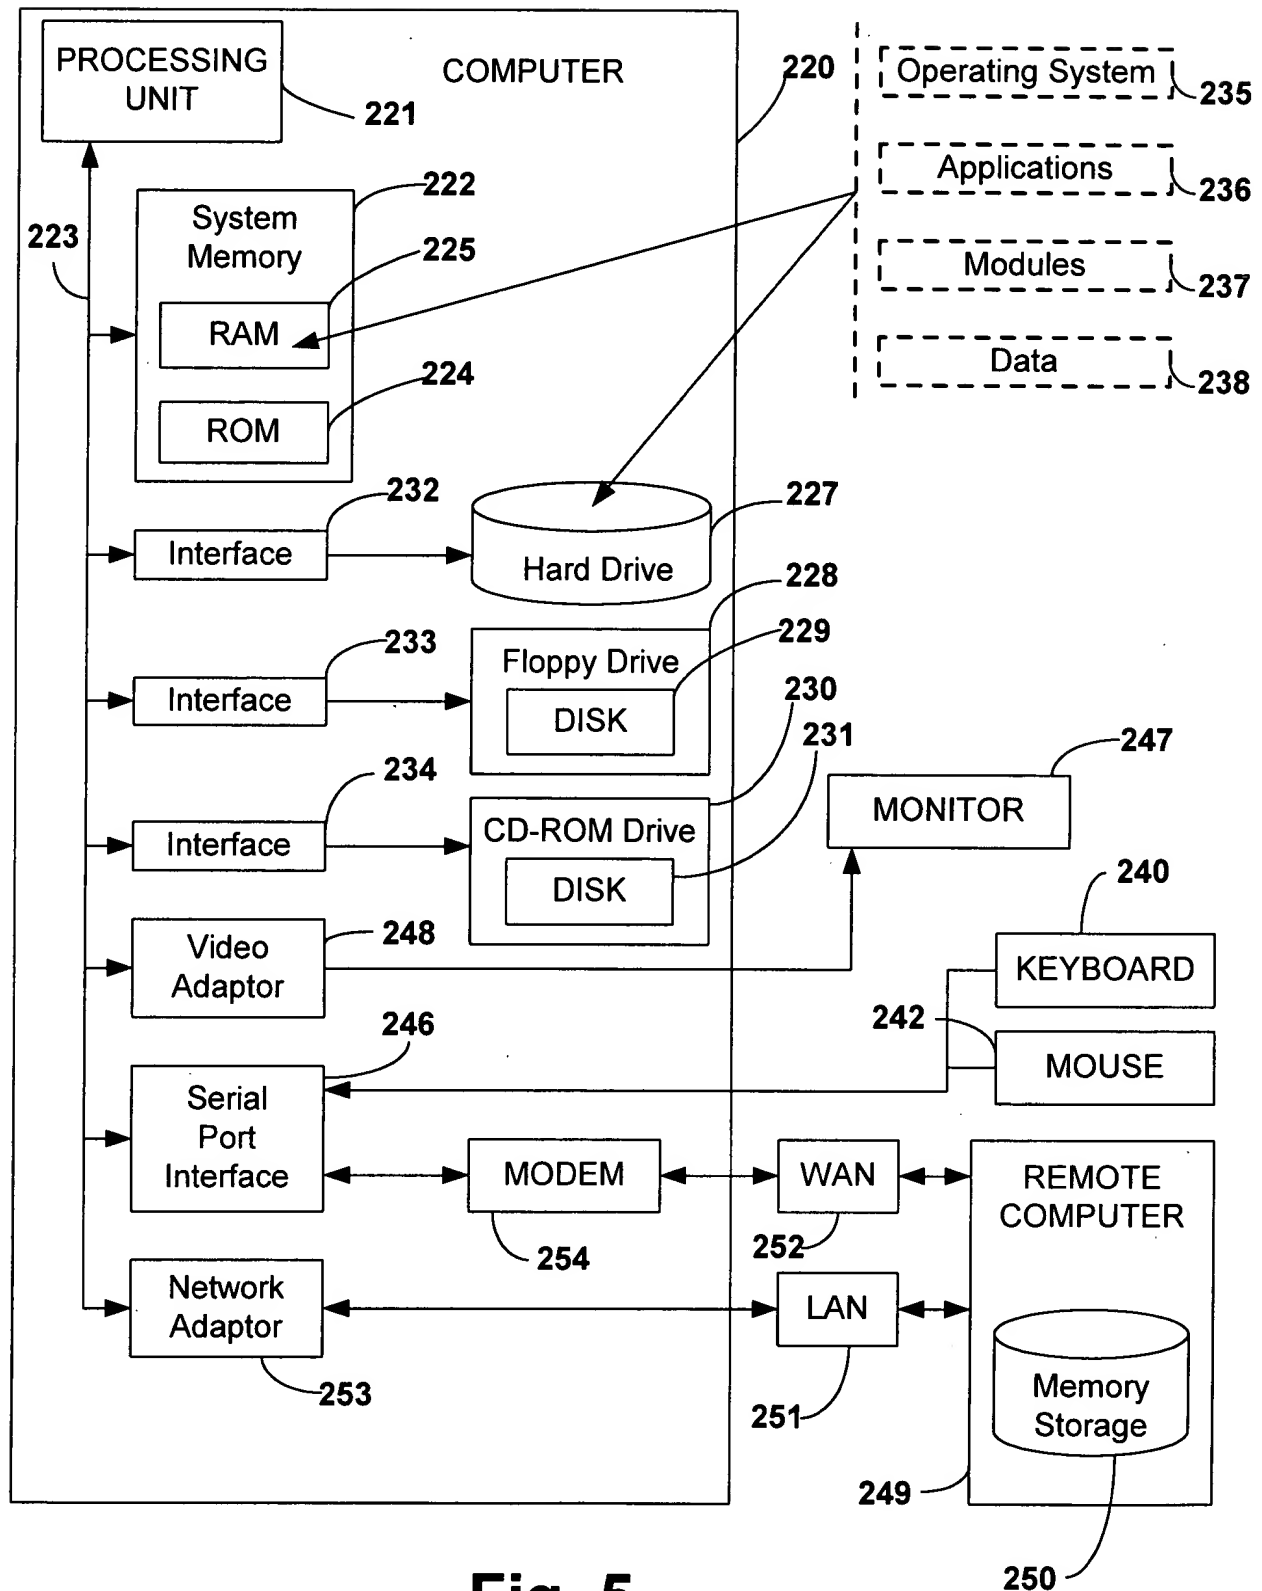 PROCESSING
UNIT
221
COMPUTER
220
Operating System
235
Applications
236
Modules
237
Data
238
223
222
System
Memory
225
RAM
224
ROM
232
Interface
227
Hard Drive
228
233
Interface
229
Floppy Drive
DISK
230
231
234
Interface
CD-ROM Drive
DISK
247
MONITOR
240
KEYBOARD
242
MOUSE
248
Video
Adaptor
246
Serial
Port
Interface
MODEM
254
WAN
252
REMOTE
COMPUTER
Network
Adaptor
253
LAN
251
Memory
Storage
249
250
Fig. 5